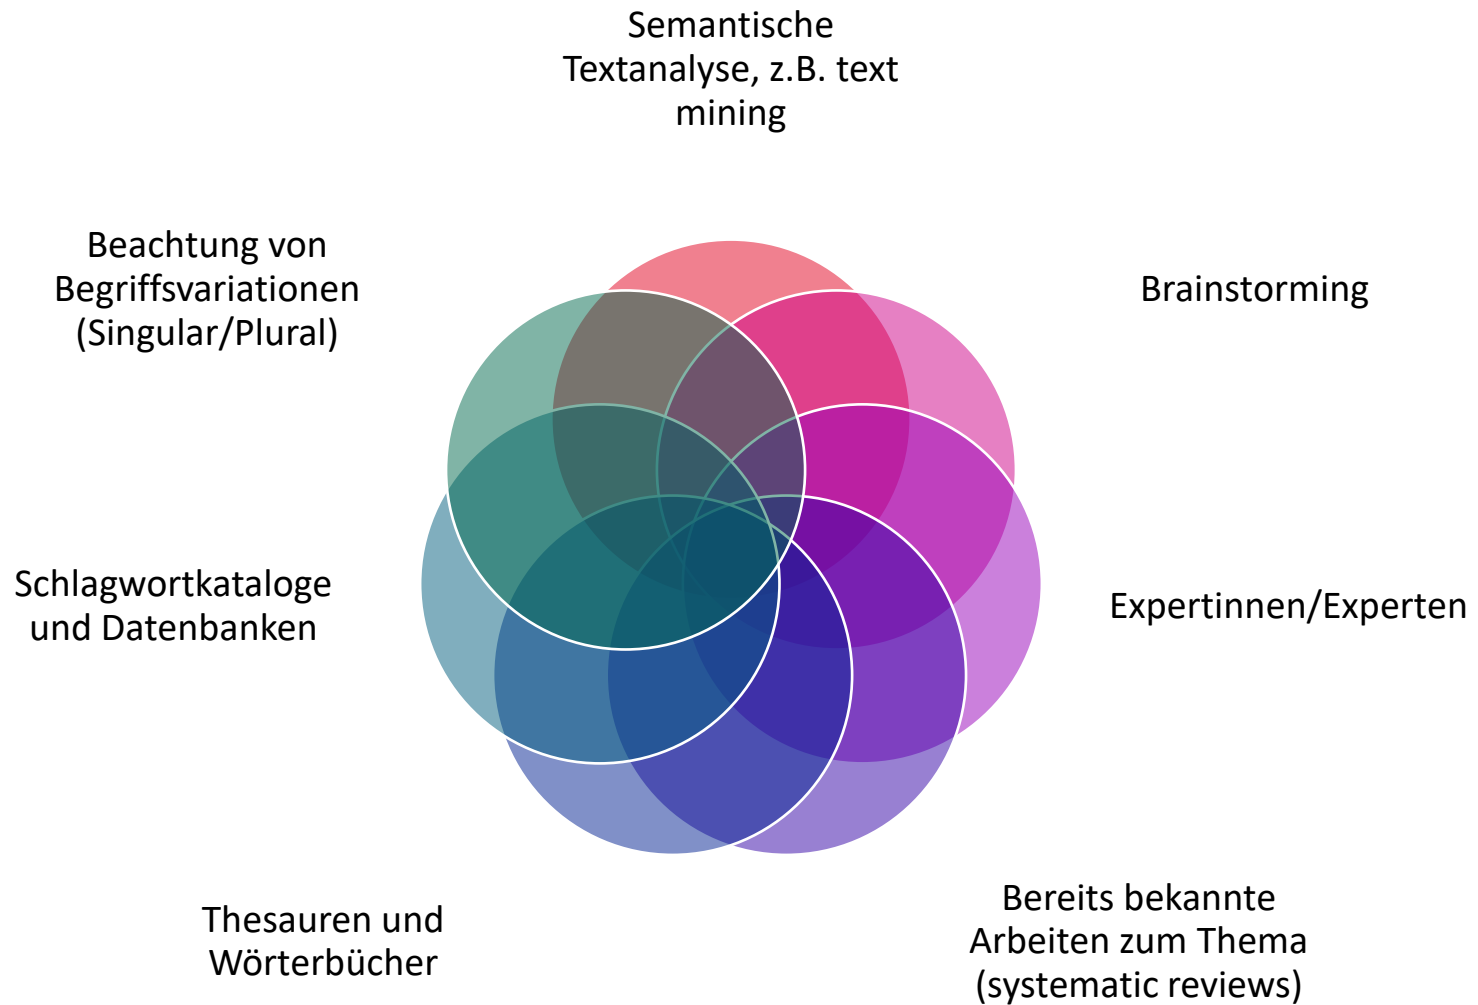 Semantische
Textanalyse, z.B. text
mining
Brainstorming
Expertinnen/Experten
Bereits bekannte
Arbeiten zum Thema
(systematic reviews)
Thesauren und
Wörterbücher
Schlagwortkataloge
und Datenbanken
Beachtung von
Begriffsvariationen
(Singular/Plural)